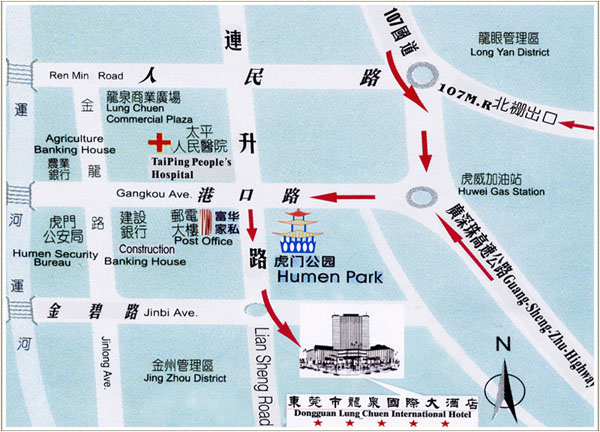 107國道
連
龍眼管理區
Long Yan District
Ren Min Road 人 民 路
107M.R 北棚出口
運
金
龍泉商業廣場
Lung Chuen
Commercial Plaza
太平
人民醫院
TaiPing People's
Hospital
升
Agriculture
Banking House
農業
銀行
龍
虎威加油站
Huwei Gas Station
Gangkou Ave. 港 口 路
河
虎門
公安局
Humen Security
Bureau
路
建設
銀行
Construction
Banking House
郵電
大樓
Post Office
富华
家私
路
虎门公园
Humen Park
廣深珠高速公路 Guang-Sheng-Zhu-Highway
運
金 碧 路 Jinbi Ave.
河
Jinlong Ave.
Lian Sheng Road
金州管理區
Jing Zhou District
N
東莞市龍泉國際大酒店
Dongguan Lung Chuen International Hotel